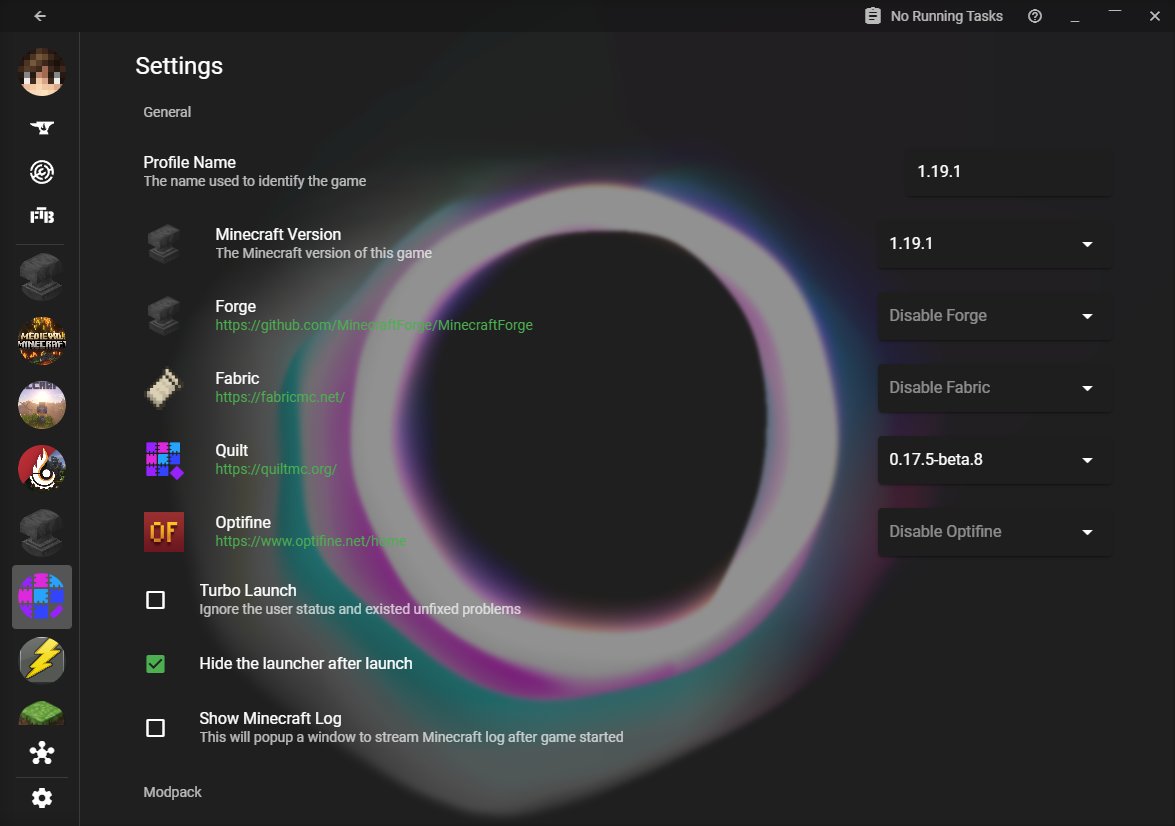 No Running Tasks
Settings
General
Profile Name
The name used to identify the game
1.19.1
FTB
Minecraft Version
The Minecraft version of this game
1.19.1
Forge
https://github.com/MinecraftForge/MinecraftForge
Disable Forge
MEDIEVAL
MINECRAFT
Fabric
https://fabricmc.net/
Disable Fabric
Quilt
https://quiltmc.org/
0.17.5-beta.8
OF
Optifine
https://www.optifine.net/home
Disable Optifine
Turbo Launch
Ignore the user status and existed unfixed problems
Hide the launcher after launch
Show Minecraft Log
This will popup a window to stream Minecraft log after game started
Modpack